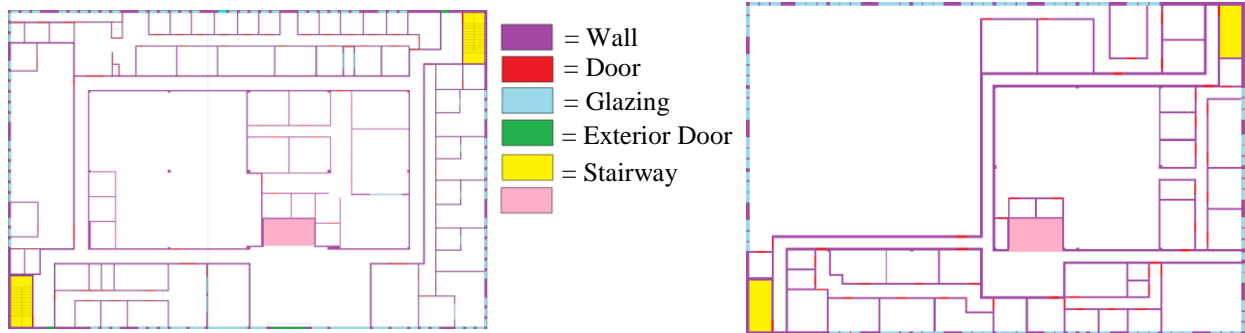 = Wall
= Door
= Glazing
= Exterior Door
= Stairway